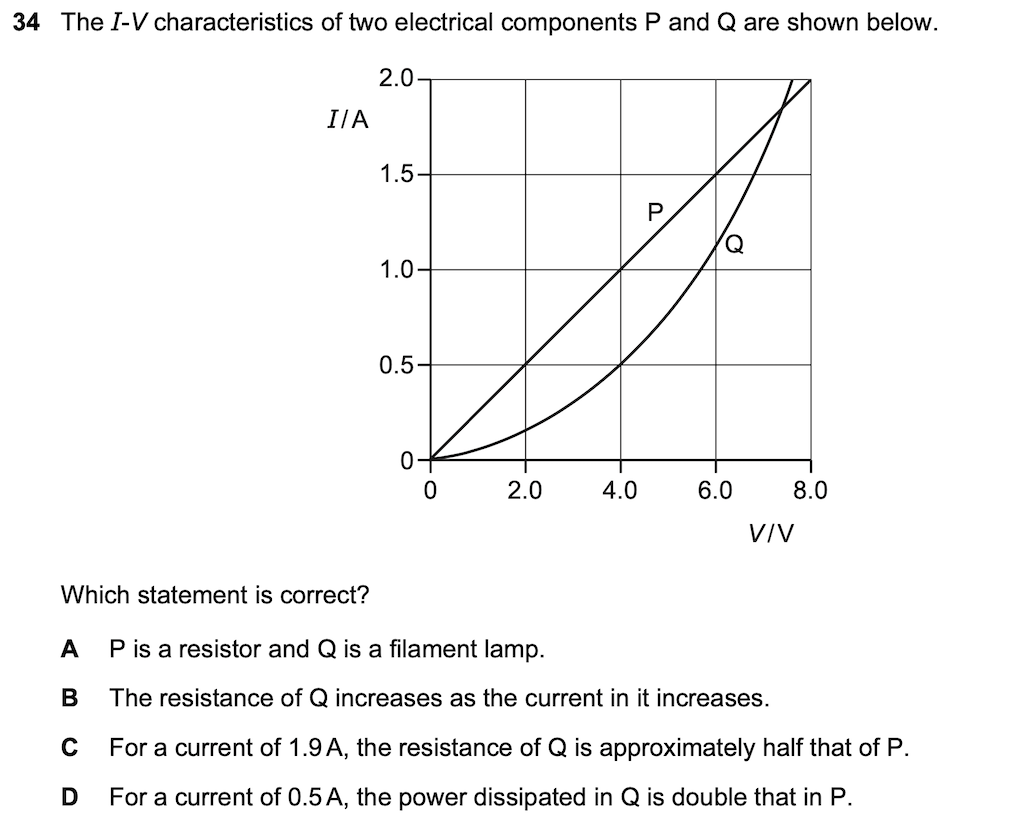 34 The I-V characteristics of two electrical components P and Q are shown below.
2.0
I/A
1.5
P
Q
1.0
0.5
0
0 2.0 4.0 6.0 8.0
V/V
Which statement is correct?
A P is a resistor and Q is a filament lamp.
B The resistance of Q increases as the current in it increases.
C For a current of 1.9 A, the resistance of Q is approximately half that of P.
D For a current of 0.5 A, the power dissipated in Q is double that in P.